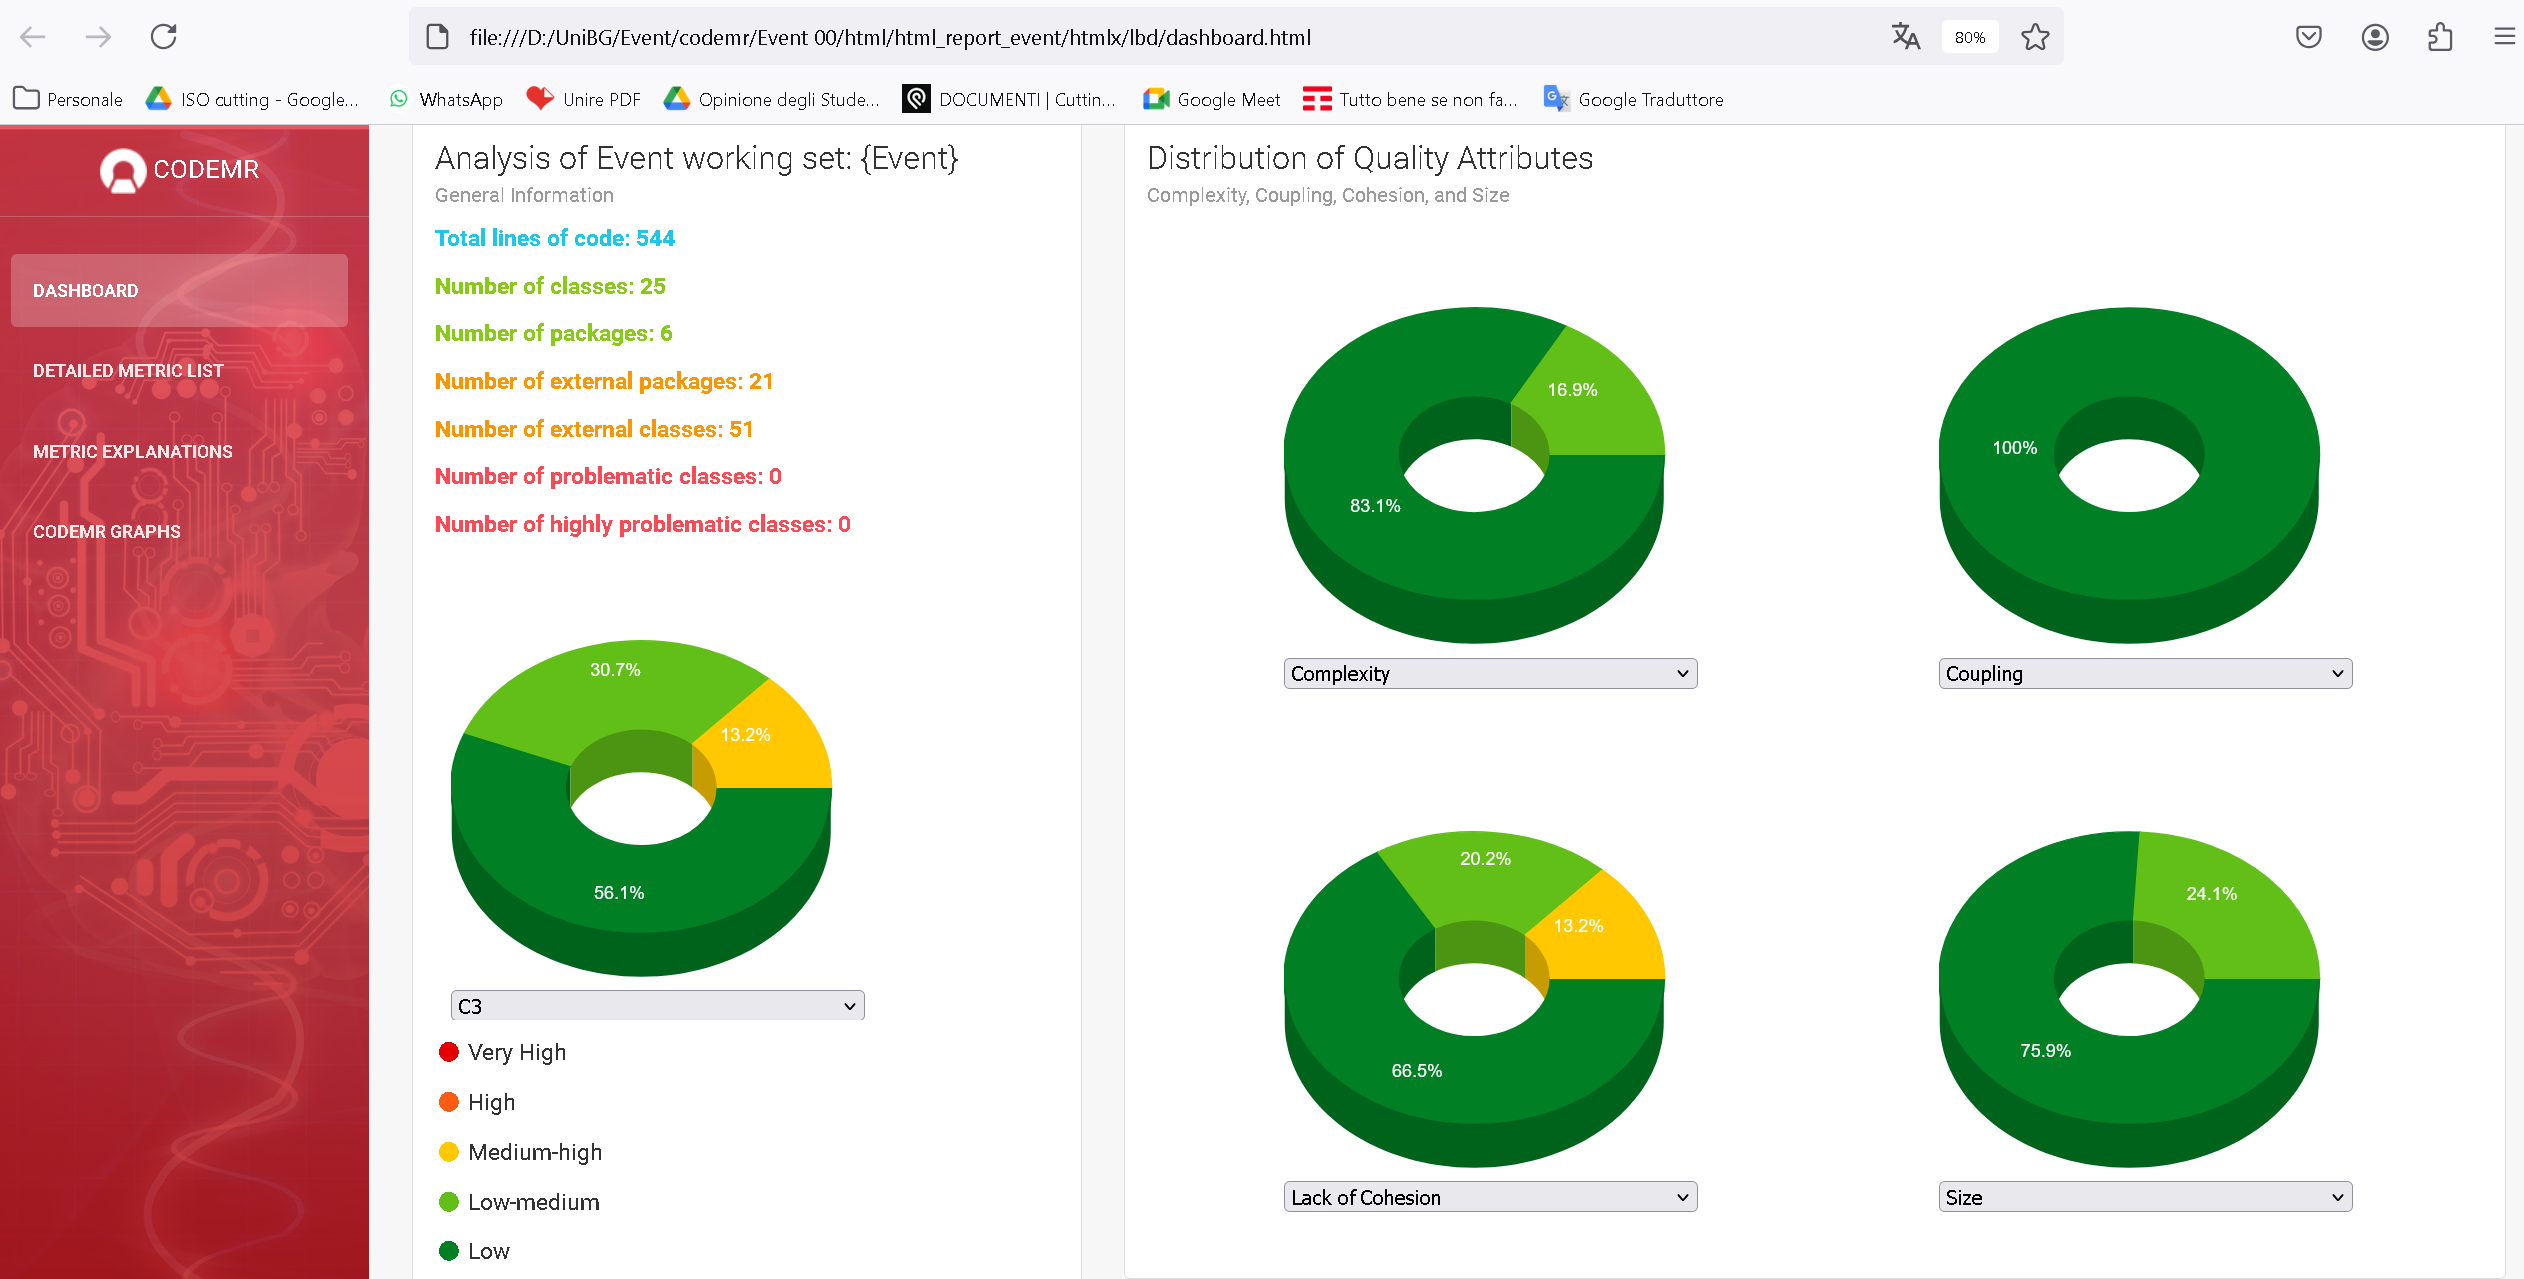 file:///D:/UniBG/Event/codemr/Event 00/html/html_report_event/htmlx/lbd/dashboard.html
80%
Personale
ISO cutting - Google...
WhatsApp
Unire PDF
Opinione degli Stude...
DOCUMENTI | Cuttin...
Google Meet
Tutto bene se non fa...
Google Traduttore
CODEMR
DASHBOARD
DETAILED METRIC LIST
METRIC EXPLANATIONS
CODEMR GRAPHS
Analysis of Event working set: {Event}
General Information
Total lines of code: 544
Number of classes: 25
Number of packages: 6
Number of external packages: 21
Number of external classes: 51
Number of problematic classes: 0
Number of highly problematic classes: 0
30.7%
13.2%
56.1%
C3
Very High
High
Medium-high
Low-medium
Low
Distribution of Quality Attributes
Complexity, Coupling, Cohesion, and Size
16.9%
83.1%
Complexity
100%
Coupling
20.2%
13.2%
66.5%
Lack of Cohesion
24.1%
75.9%
Size